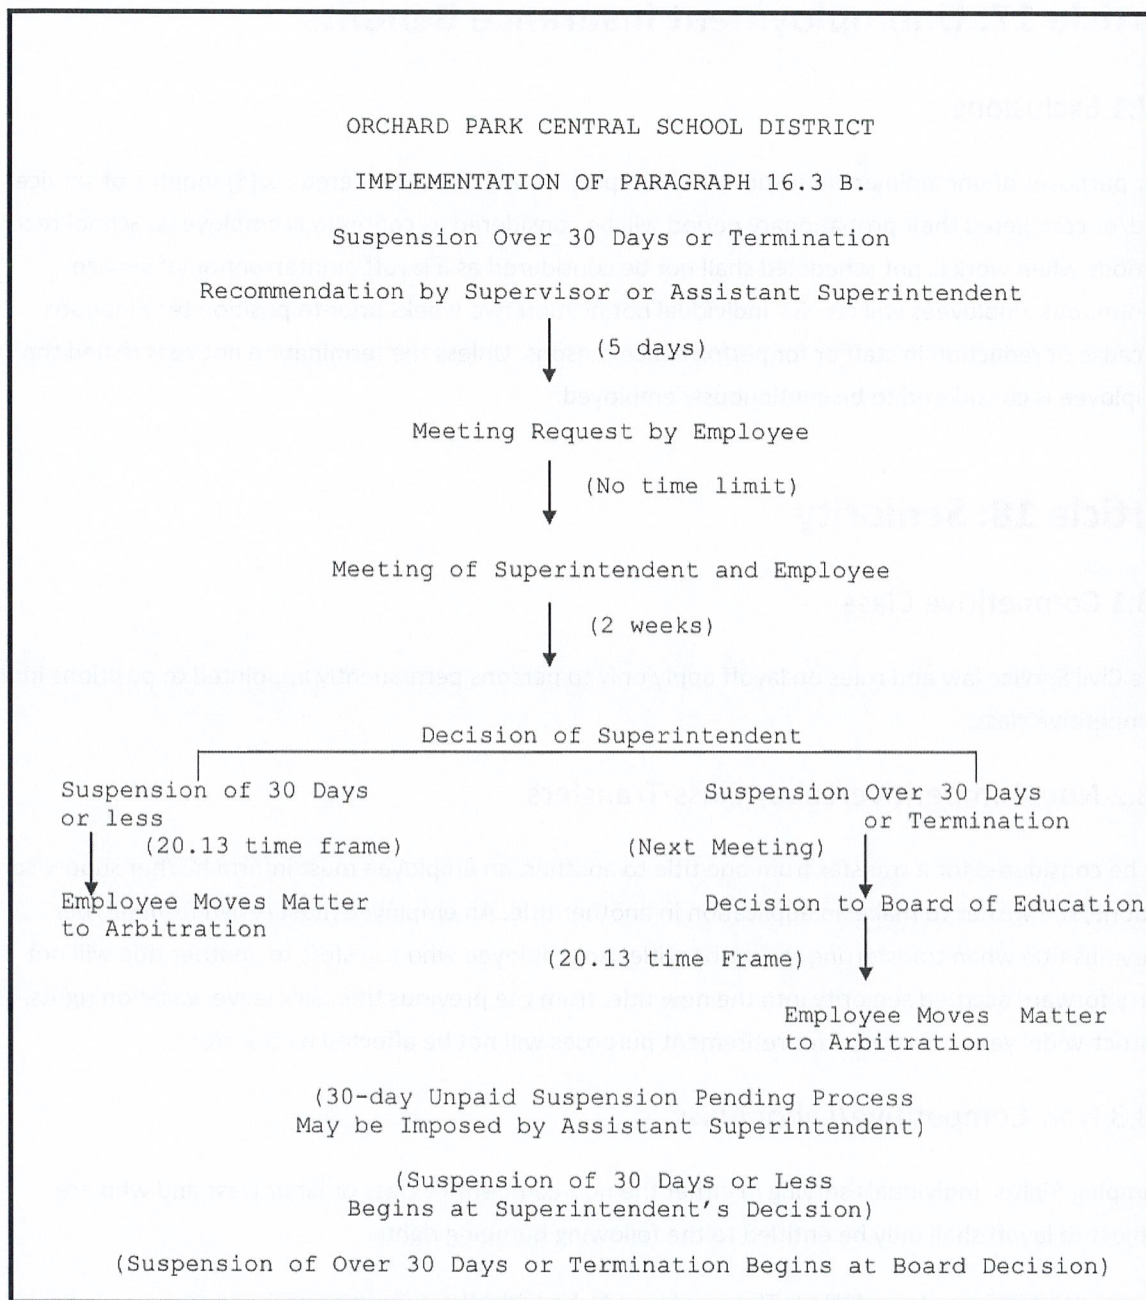 ORCHARD PARK CENTRAL SCHOOL DISTRICT
IMPLEMENTATION OF PARAGRAPH 16.3 B.
Suspension Over 30 Days or Termination
Recommendation by Supervisor or Assistant Superintendent
(5 days)
Meeting Request by Employee
(No time limit)
Meeting of Superintendent and Employee
(2 weeks)
Decision of Superintendent
Suspension of 30 Days
or less
(20.13 time frame)
Employee Moves Matter
to Arbitration
Suspension Over 30 Days
or Termination
(Next Meeting)
Decision to Board of Education
(20.13 time Frame)
Employee Moves Matter
to Arbitration
(30-day Unpaid Suspension Pending Process
May be Imposed by Assistant Superintendent)
(Suspension of 30 Days or Less
Begins at Superintendent's Decision)
(Suspension of Over 30 Days or Termination Begins at Board Decision)